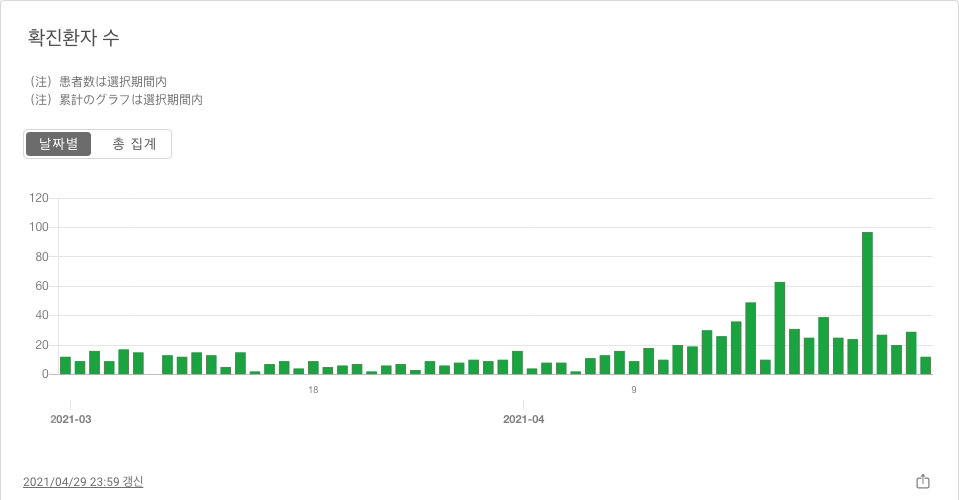 확진환자 수
（注）患者数は選択期間内
（注）累計のグラフは選択期間内
날짜별 총 집계
120
100
80
60
40
20
0
18 9
2021-03 2021-04
2021/04/29 23:59 갱신